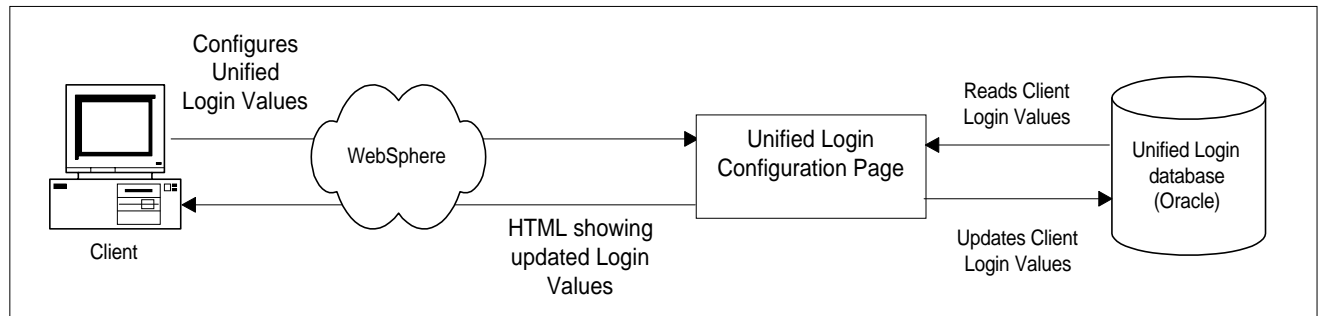 Configures
Unified
Login Values
WebSphere
Client
HTML showing
updated Login
Values
Unified Login
Configuration Page
Reads Client
Login Values
Updates Client
Login Values
Unified Login
database
(Oracle)